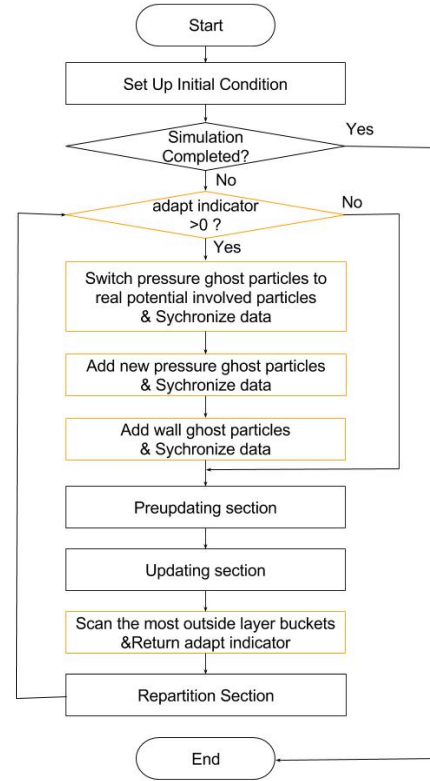 Start
Set Up Initial Condition
Simulation
Completed?
Yes
No
adapt indicator
>0 ?
No
Yes
Switch pressure ghost particles to
real potential involved particles
& Sychronize data
Add new pressure ghost particles
& Sychronize data
Add wall ghost particles
& Sychronize data
Preupdating section
Updating section
Scan the most outside layer buckets
&Return adapt indicator
Repartition Section
End